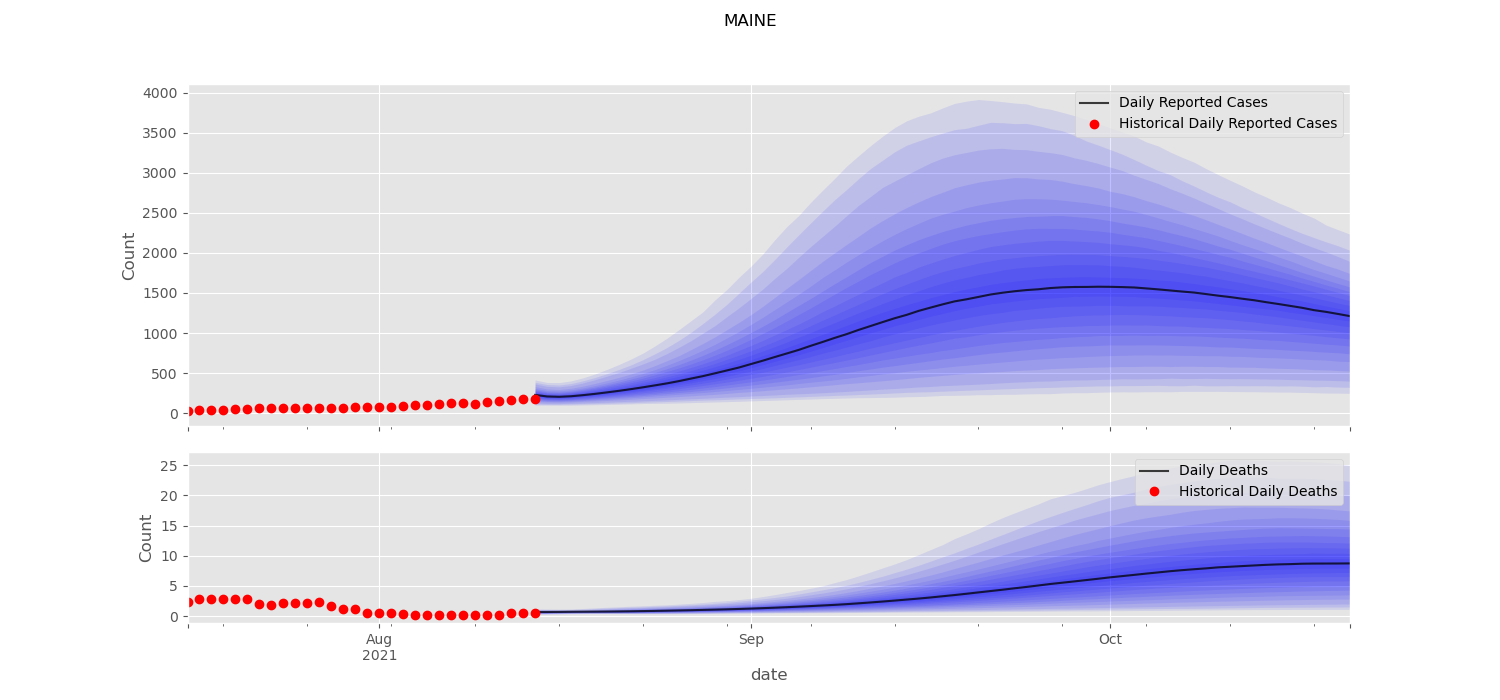 MAINE
4000
3500
3000
2500
2000
1500
1000
500
0
Count
Daily Reported Cases
Historical Daily Reported Cases
25
20
15
10
5
0
Count
Daily Deaths
Historical Daily Deaths
Aug
2021
Sep
Oct
date